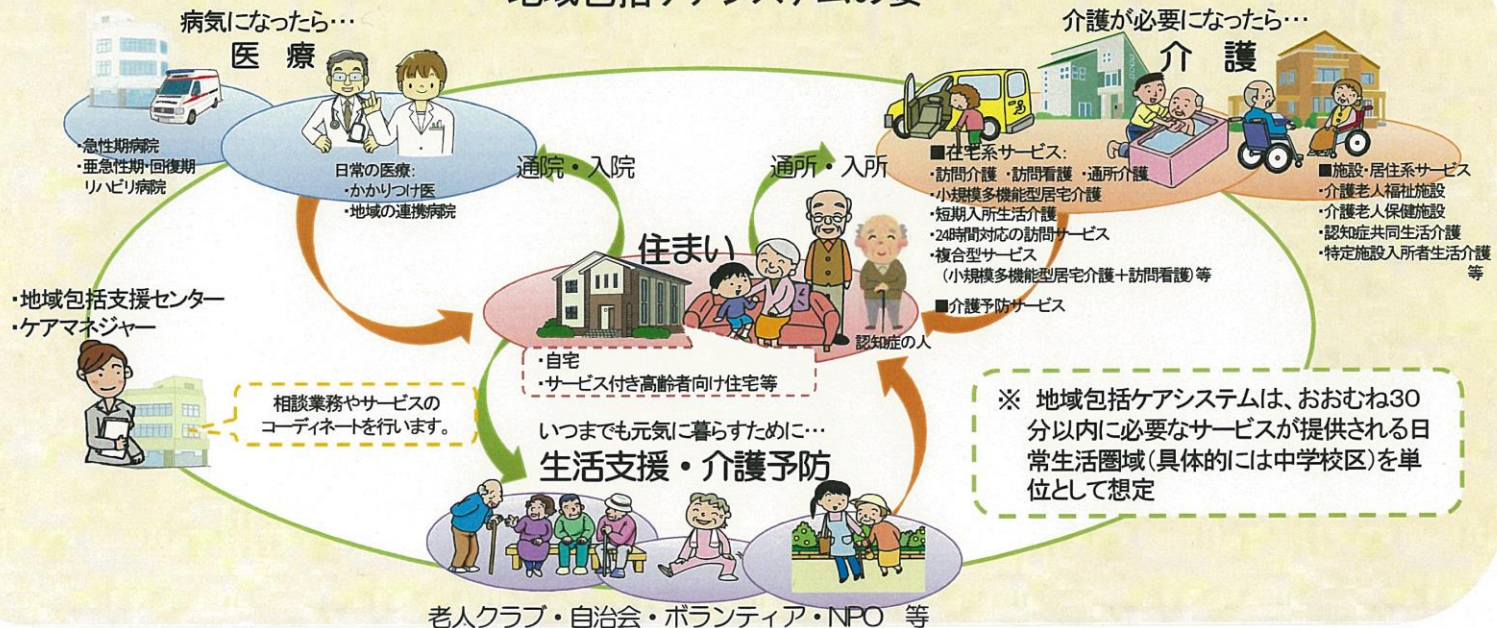 地域包括ケアシステムの姿
病気になったら…
医 療
・急性期病院
・亜急性期・回復期
リハビリ病院
日常の医療:
・かかりつけ医
・地域の連携病院
通院・入院
通所・入所
介護が必要になったら…
介 護
■在宅系サービス:
・訪問介護 ・訪問看護 ・通所介護
・小規模多機能型居宅介護
・短期入所生活介護
・24時間対応の訪問サービス
・複合型サービス
(小規模多機能型居宅介護+訪問看護)等
■介護予防サービス
■施設・居住系サービス
・介護老人福祉施設
・介護老人保健施設
・認知症共同生活介護
・特定施設入所者生活介護
等
住まい
認知症の人
・自宅
・サービス付き高齢者向け住宅等
・地域包括支援センター
・ケアマネジャー
相談業務やサービスの
コーディネートを行います。
いつまでも元気に暮らすために…
生活支援・介護予防
老人クラブ・自治会・ボランティア・NPO 等
※ 地域包括ケアシステムは、おおむね30
分以内に必要なサービスが提供される日
常生活圏域(具体的には中学校区)を単
位として想定